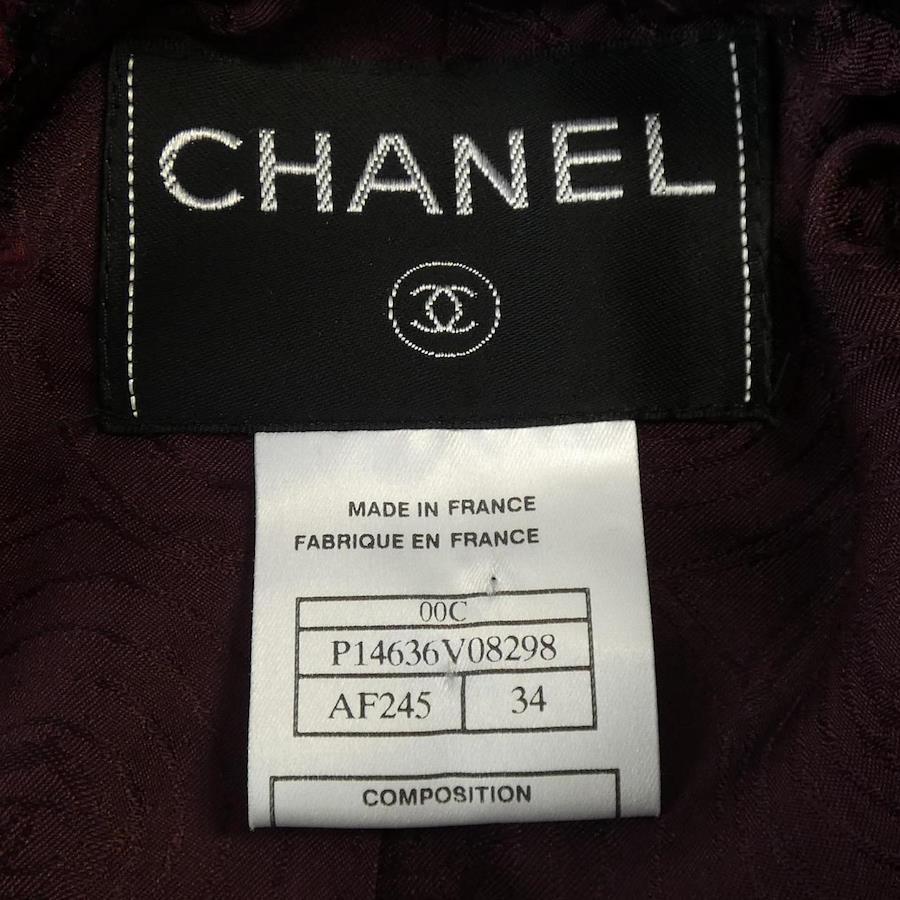 CHANEL
MADE IN FRANCE
FABRIQUE EN FRANCE
00C
P14636V08298
AF245 34
COMPOSITION